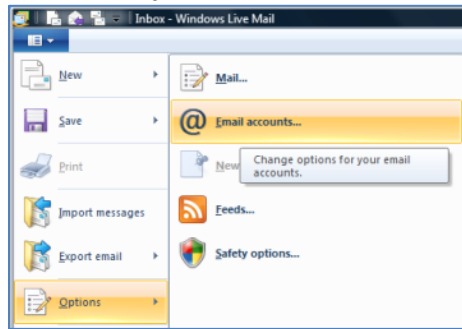 Inbox - Windows Live Mail
New
Save
Print
Import messages
Export email
Options
Mail...
Email accounts...
New
Change options for your email
accounts.
Feeds...
Safety options...